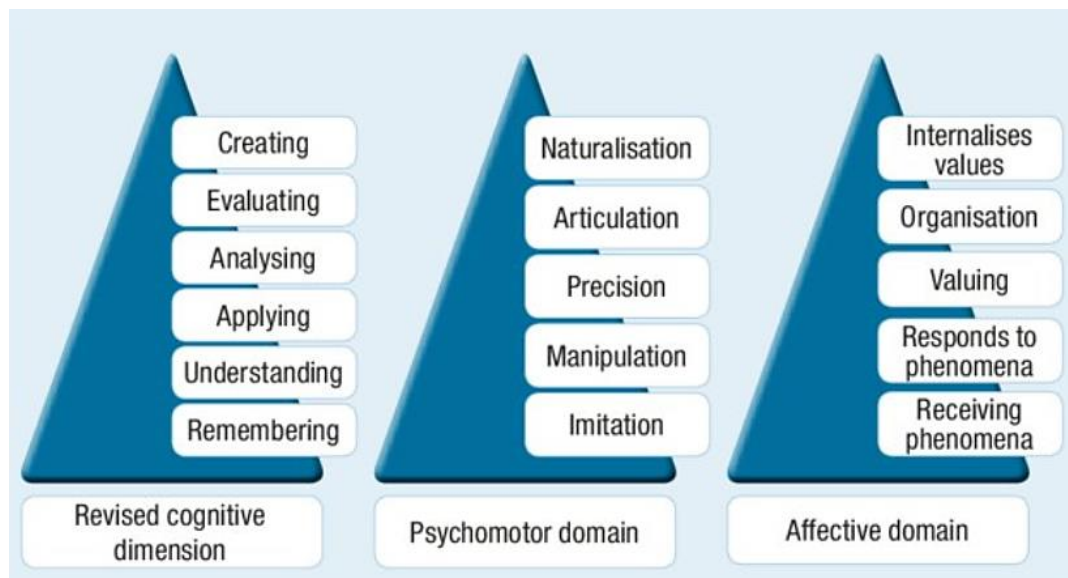 Creating
Evaluating
Analysing
Applying
Understanding
Remembering
Revised cognitive
dimension
Naturalisation
Articulation
Precision
Manipulation
Imitation
Psychomotor domain
Internalises
values
Organisation
Valuing
Responds to
phenomena
Receiving
phenomena
Affective domain